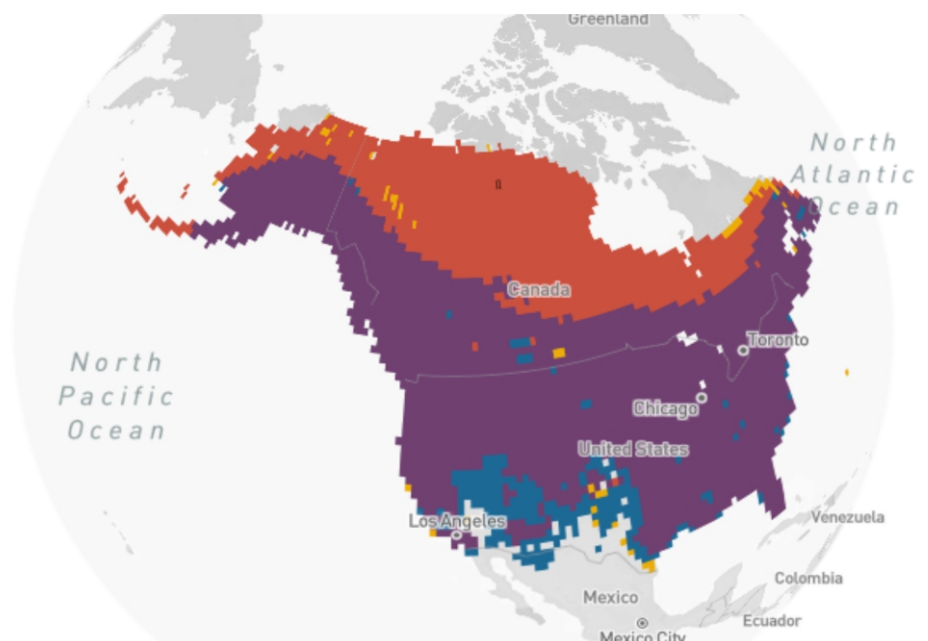 Greenland
North
Atlantic
Ocean
Canada
North
Pacific
Ocean
Toronto
Chicago
United States
Los Angeles
Venezuela
Colombia
Mexico
Ecuador
Mexico City